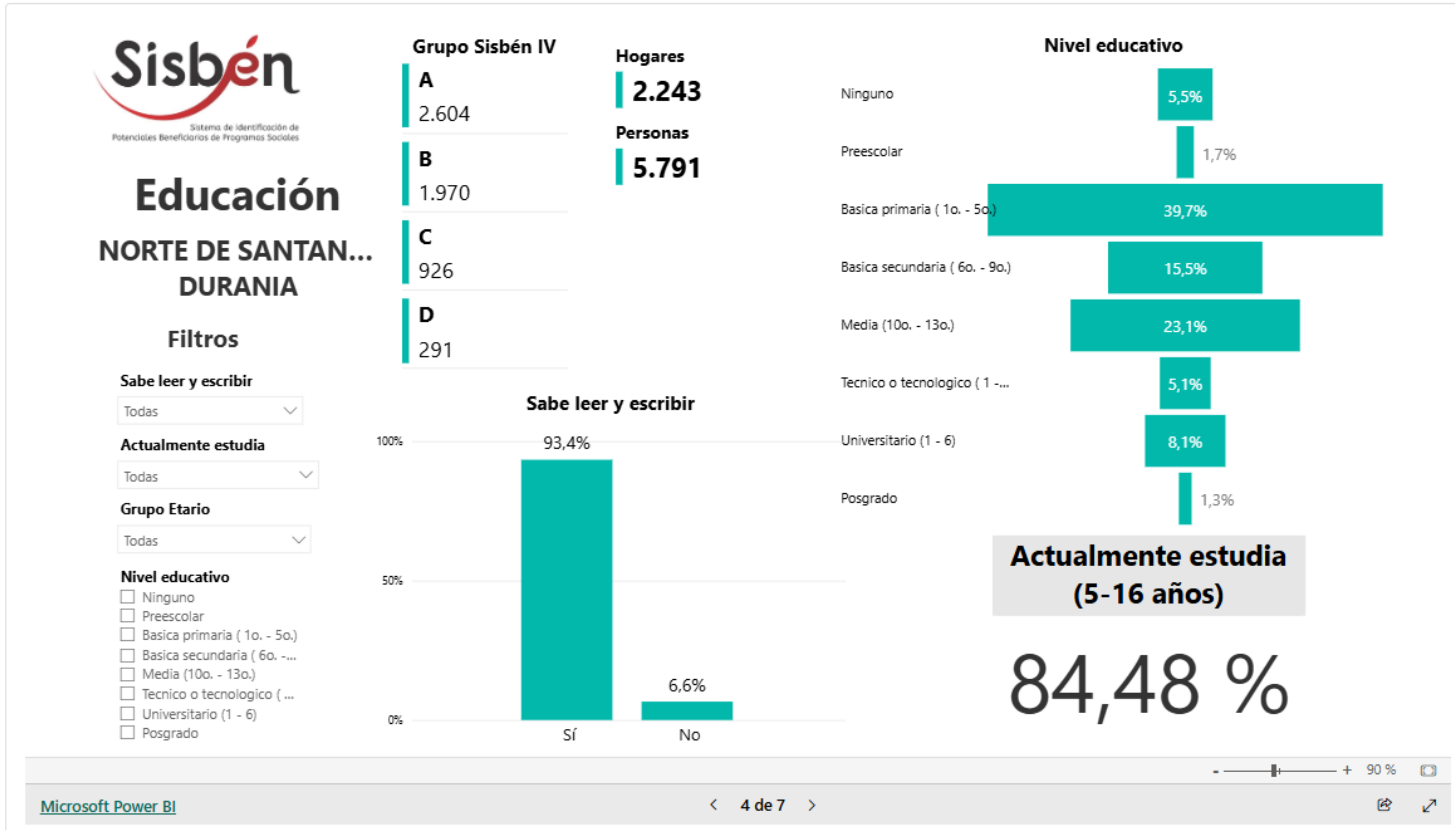 Sisbén
Sistema de Identificación de
Potenciales Beneficiarios de Programas Sociales
Educación
NORTE DE SANTAN...
DURANIA
Filtros
Sabe leer y escribir
Todas
Actualmente estudia
Todas
Grupo Etario
Todas
Nivel educativo
Ninguno
Preescolar
Basica primaria ( 1o. - 5o.)
Basica secundaria ( 6o. -...
Media (10o. - 13o.)
Tecnico o tecnologico ( ...
Universitario (1 - 6)
Posgrado
Grupo Sisbén IV
A
2.604
B
1.970
C
926
D
291
Hogares
2.243
Personas
5.791
Sabe leer y escribir
100%
50%
0%
93,4%
6,6%
Sí
No
Nivel educativo
Ninguno
5,5%
Preescolar
1,7%
Basica primaria ( 1o. - 5o.)
39,7%
Basica secundaria ( 6o. - 9o.)
15,5%
Media (10o. - 13o.)
23,1%
Tecnico o tecnologico ( 1 -...
5,1%
Universitario (1 - 6)
8,1%
Posgrado
1,3%
Actualmente estudia
(5-16 años)
84,48 %
- + 90 %
Microsoft Power BI
< 4 de 7 >